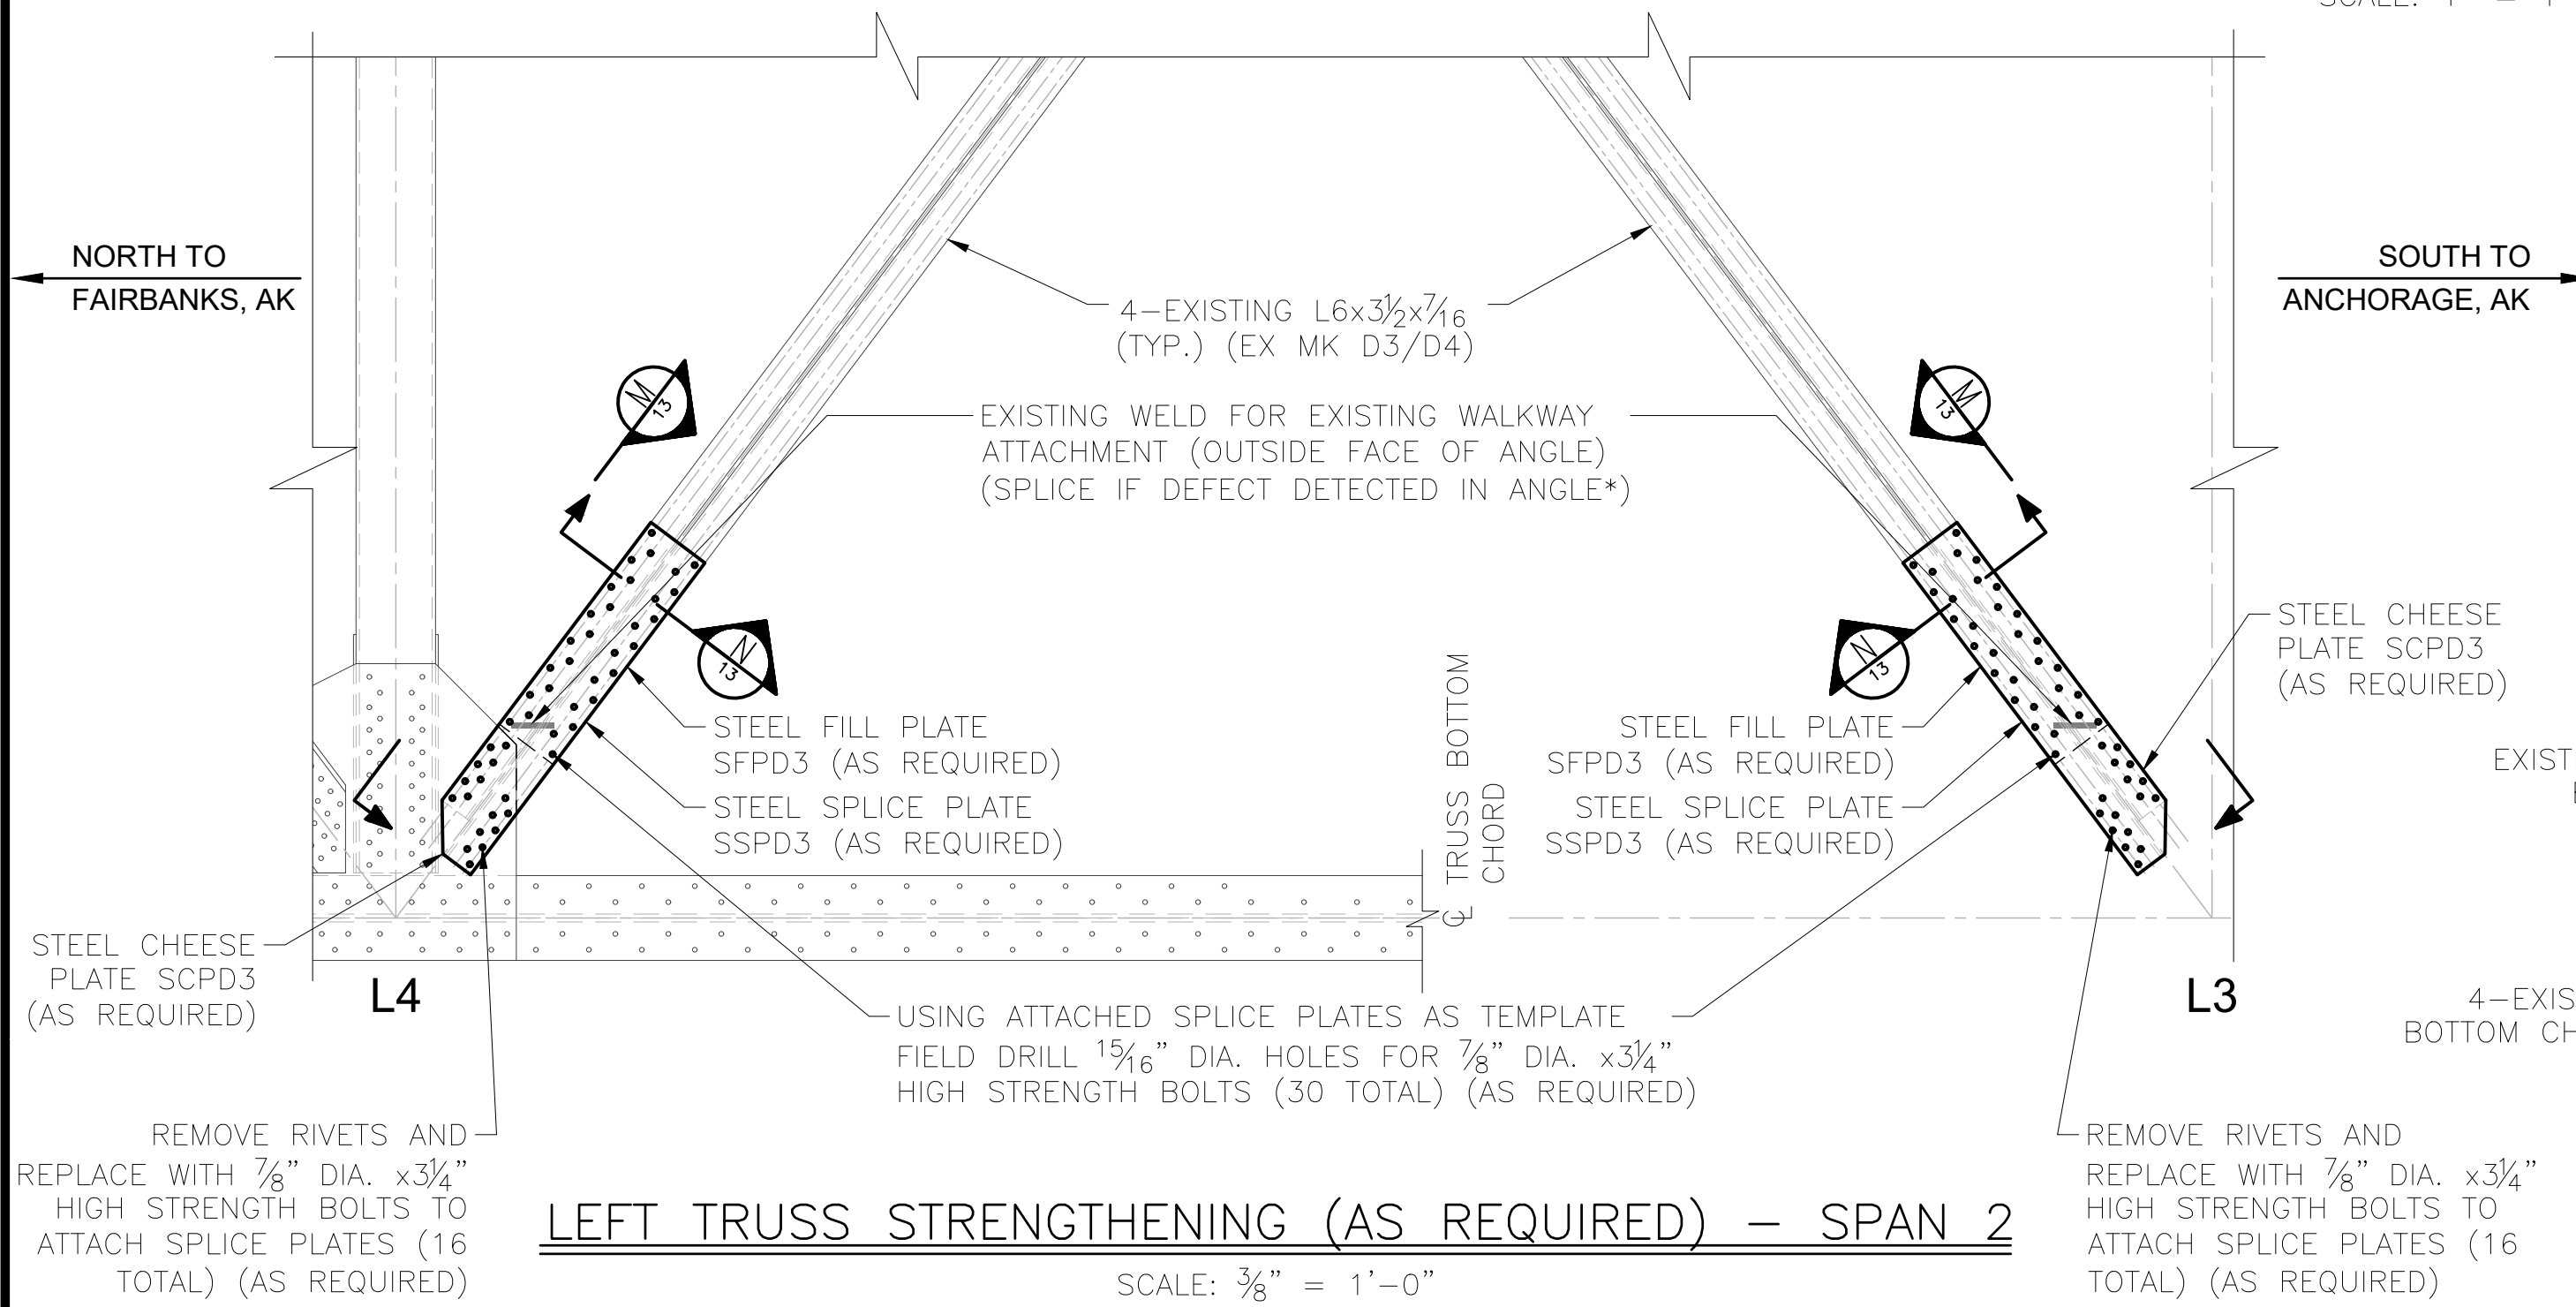 SCALE: 1" = 1
NORTH TO
FAIRBANKS, AK
SOUTH TO
ANCHORAGE, AK
4-EXISTING L6x3½x7⁄16
(TYP.) (EX MK D3/D4)
M
13
M
13
EXISTING WELD FOR EXISTING WALKWAY
ATTACHMENT (OUTSIDE FACE OF ANGLE)
(SPLICE IF DEFECT DETECTED IN ANGLE*)
N
13
N
13
STEEL CHEESE
PLATE SCPD3
(AS REQUIRED)
STEEL FILL PLATE
SFPD3 (AS REQUIRED)
STEEL SPLICE PLATE
SSPD3 (AS REQUIRED)
℄ TRUSS BOTTOM
CHORD
STEEL FILL PLATE
SFPD3 (AS REQUIRED)
STEEL SPLICE PLATE
SSPD3 (AS REQUIRED)
EXIST
STEEL CHEESE
PLATE SCPD3
(AS REQUIRED)
L4
L3
4-EXIS
BOTTOM CH
USING ATTACHED SPLICE PLATES AS TEMPLATE
FIELD DRILL 15⁄16" DIA. HOLES FOR ⅞" DIA. x3¼"
HIGH STRENGTH BOLTS (30 TOTAL) (AS REQUIRED)
REMOVE RIVETS AND
REPLACE WITH ⅞" DIA. x3¼"
HIGH STRENGTH BOLTS TO
ATTACH SPLICE PLATES (16
TOTAL) (AS REQUIRED)
REMOVE RIVETS AND
REPLACE WITH ⅞" DIA. x3¼"
HIGH STRENGTH BOLTS TO
ATTACH SPLICE PLATES (16
TOTAL) (AS REQUIRED)
LEFT TRUSS STRENGTHENING (AS REQUIRED) – SPAN 2
SCALE: ⅜" = 1'-0"